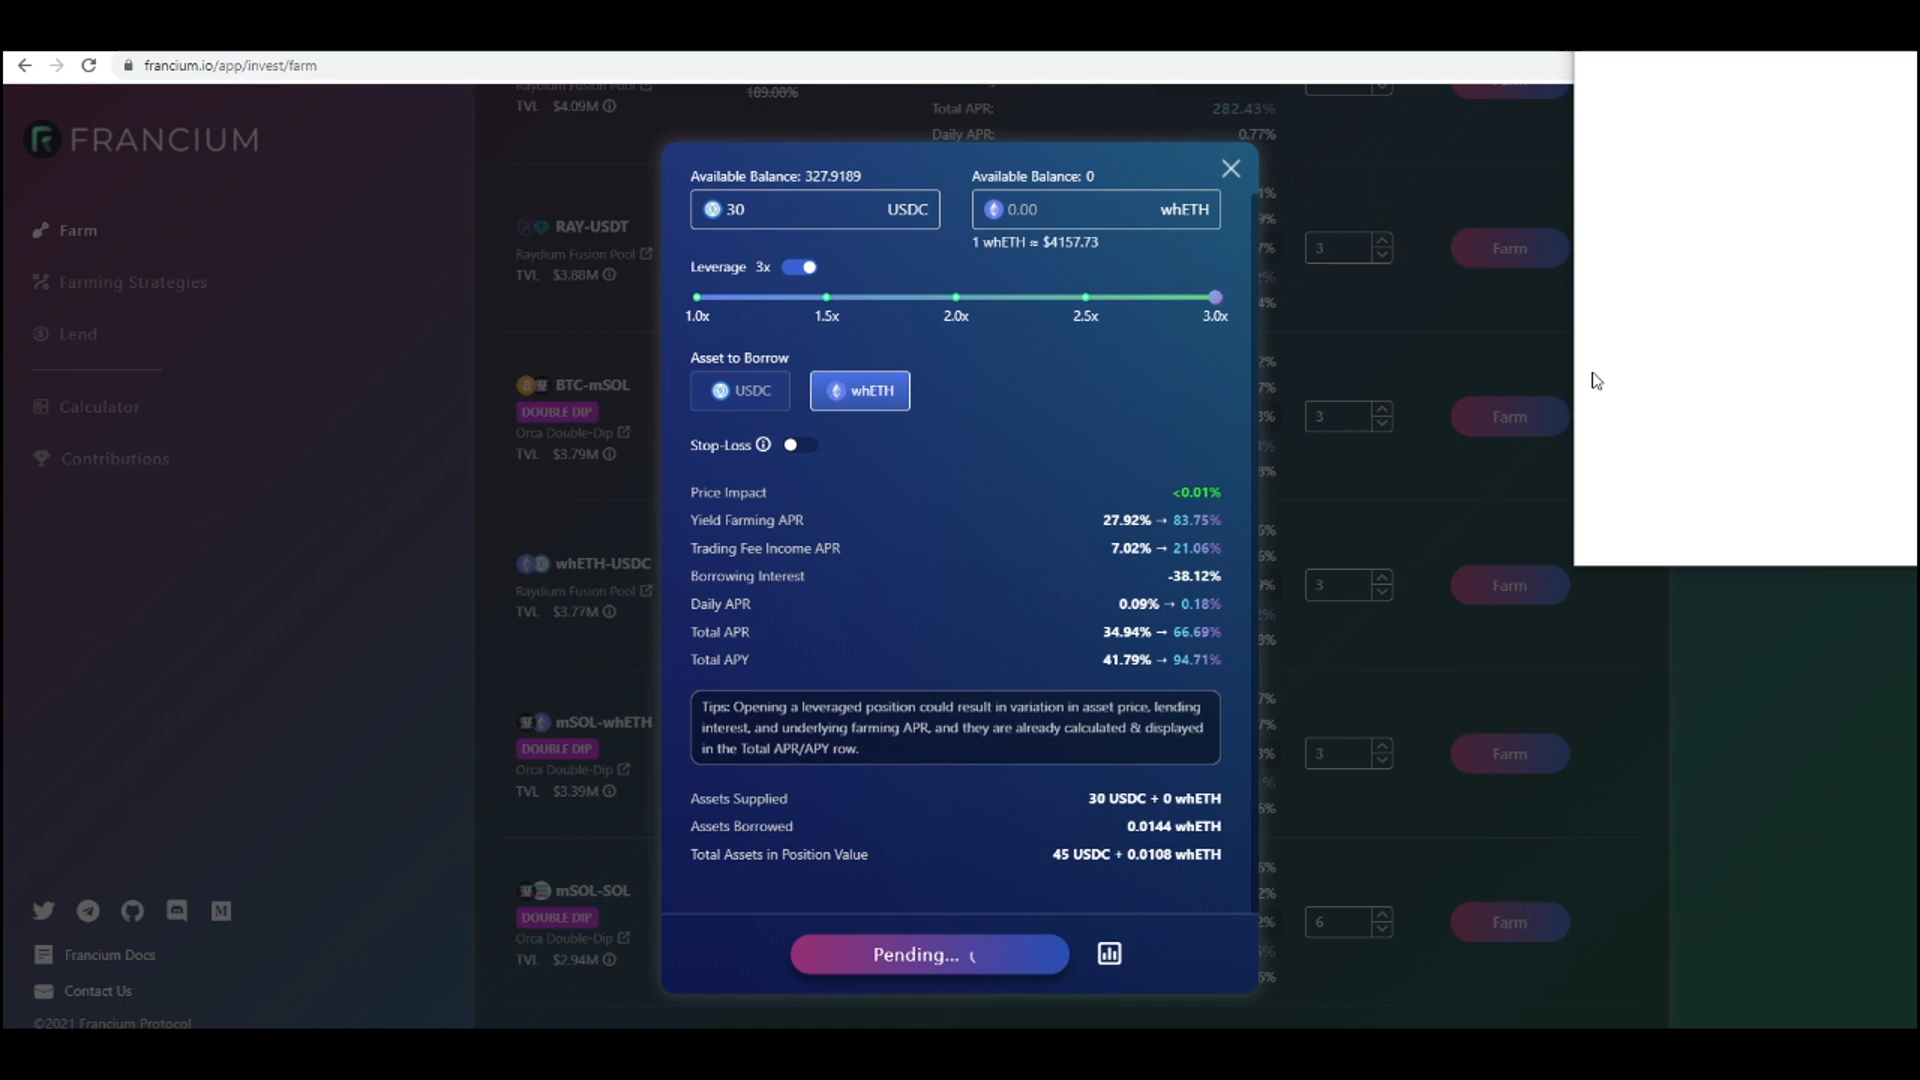 francium.io/app/invest/farm
Raydium Fusion Pool
TVL $4.09M
189.08%
Total APR: 282.43%
Daily APR: 0.77%
FRANCIUM
Farm
Farming Strategies
Lend
Calculator
Contributions
Francium Docs
Contact Us
©2021 Francium Protocol
RAY-USDT
Raydium Fusion Pool
TVL $3.88M
3 Farm
BTC-mSOL
DOUBLE DIP
Orca Double-Dip
TVL $3.79M
3 Farm
whETH-USDC
Raydium Fusion Pool
TVL $3.77M
3 Farm
mSOL-whETH
DOUBLE DIP
Orca Double-Dip
TVL $3.39M
3 Farm
mSOL-SOL
DOUBLE DIP
Orca Double-Dip
TVL $2.94M
6 Farm
Available Balance: 327.9189 Available Balance: 0
30 USDC 0.00 whETH
1 whETH ≈ $4157.73
Leverage 3x
1.0x 1.5x 2.0x 2.5x 3.0x
Asset to Borrow
USDC whETH
Stop-Loss
Price Impact <0.01%
Yield Farming APR 27.92% → 83.75%
Trading Fee Income APR 7.02% → 21.06%
Borrowing Interest -38.12%
Daily APR 0.09% → 0.18%
Total APR 34.94% → 66.69%
Total APY 41.79% → 94.71%
Tips: Opening a leveraged position could result in variation in asset price, lending
interest, and underlying farming APR, and they are already calculated & displayed
in the Total APR/APY row.
Assets Supplied 30 USDC + 0 whETH
Assets Borrowed 0.0144 whETH
Total Assets in Position Value 45 USDC + 0.0108 whETH
Pending...